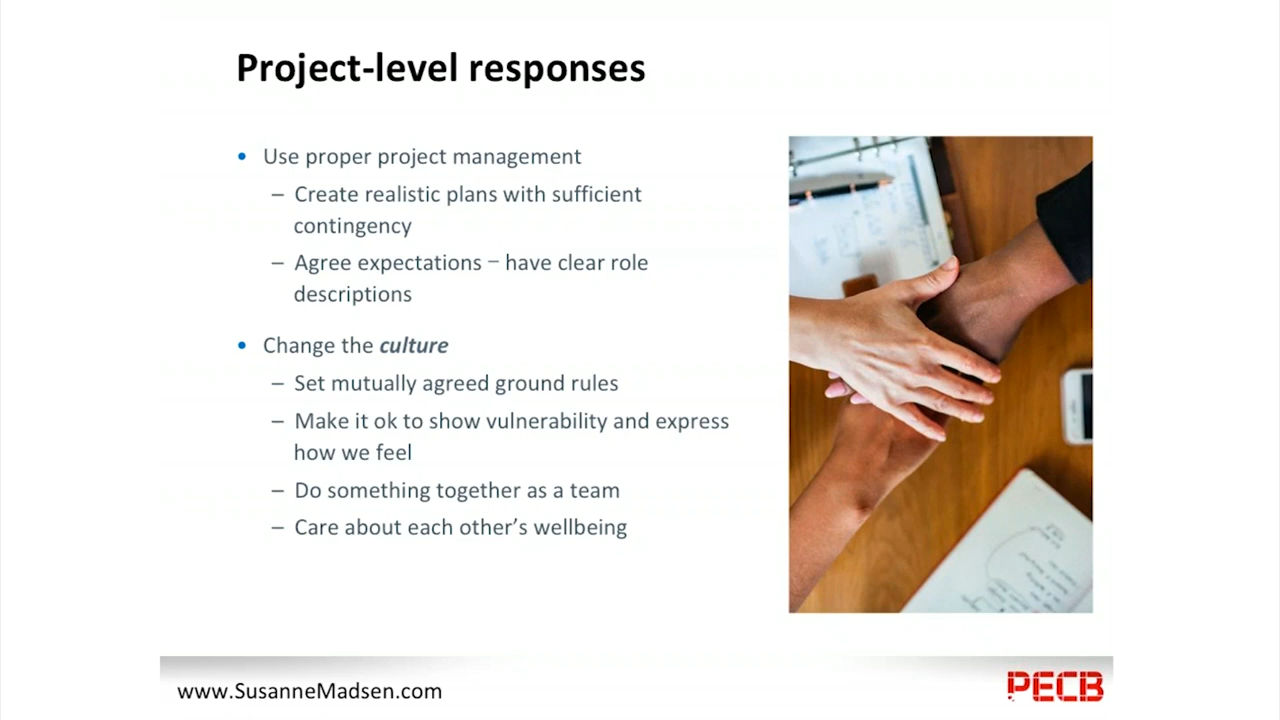 Project-level responses
• Use proper project management
– Create realistic plans with sufficient
contingency
– Agree expectations – have clear role
descriptions
• Change the culture
– Set mutually agreed ground rules
– Make it ok to show vulnerability and express
how we feel
– Do something together as a team
– Care about each other's wellbeing
www.SusanneMadsen.com
PECB